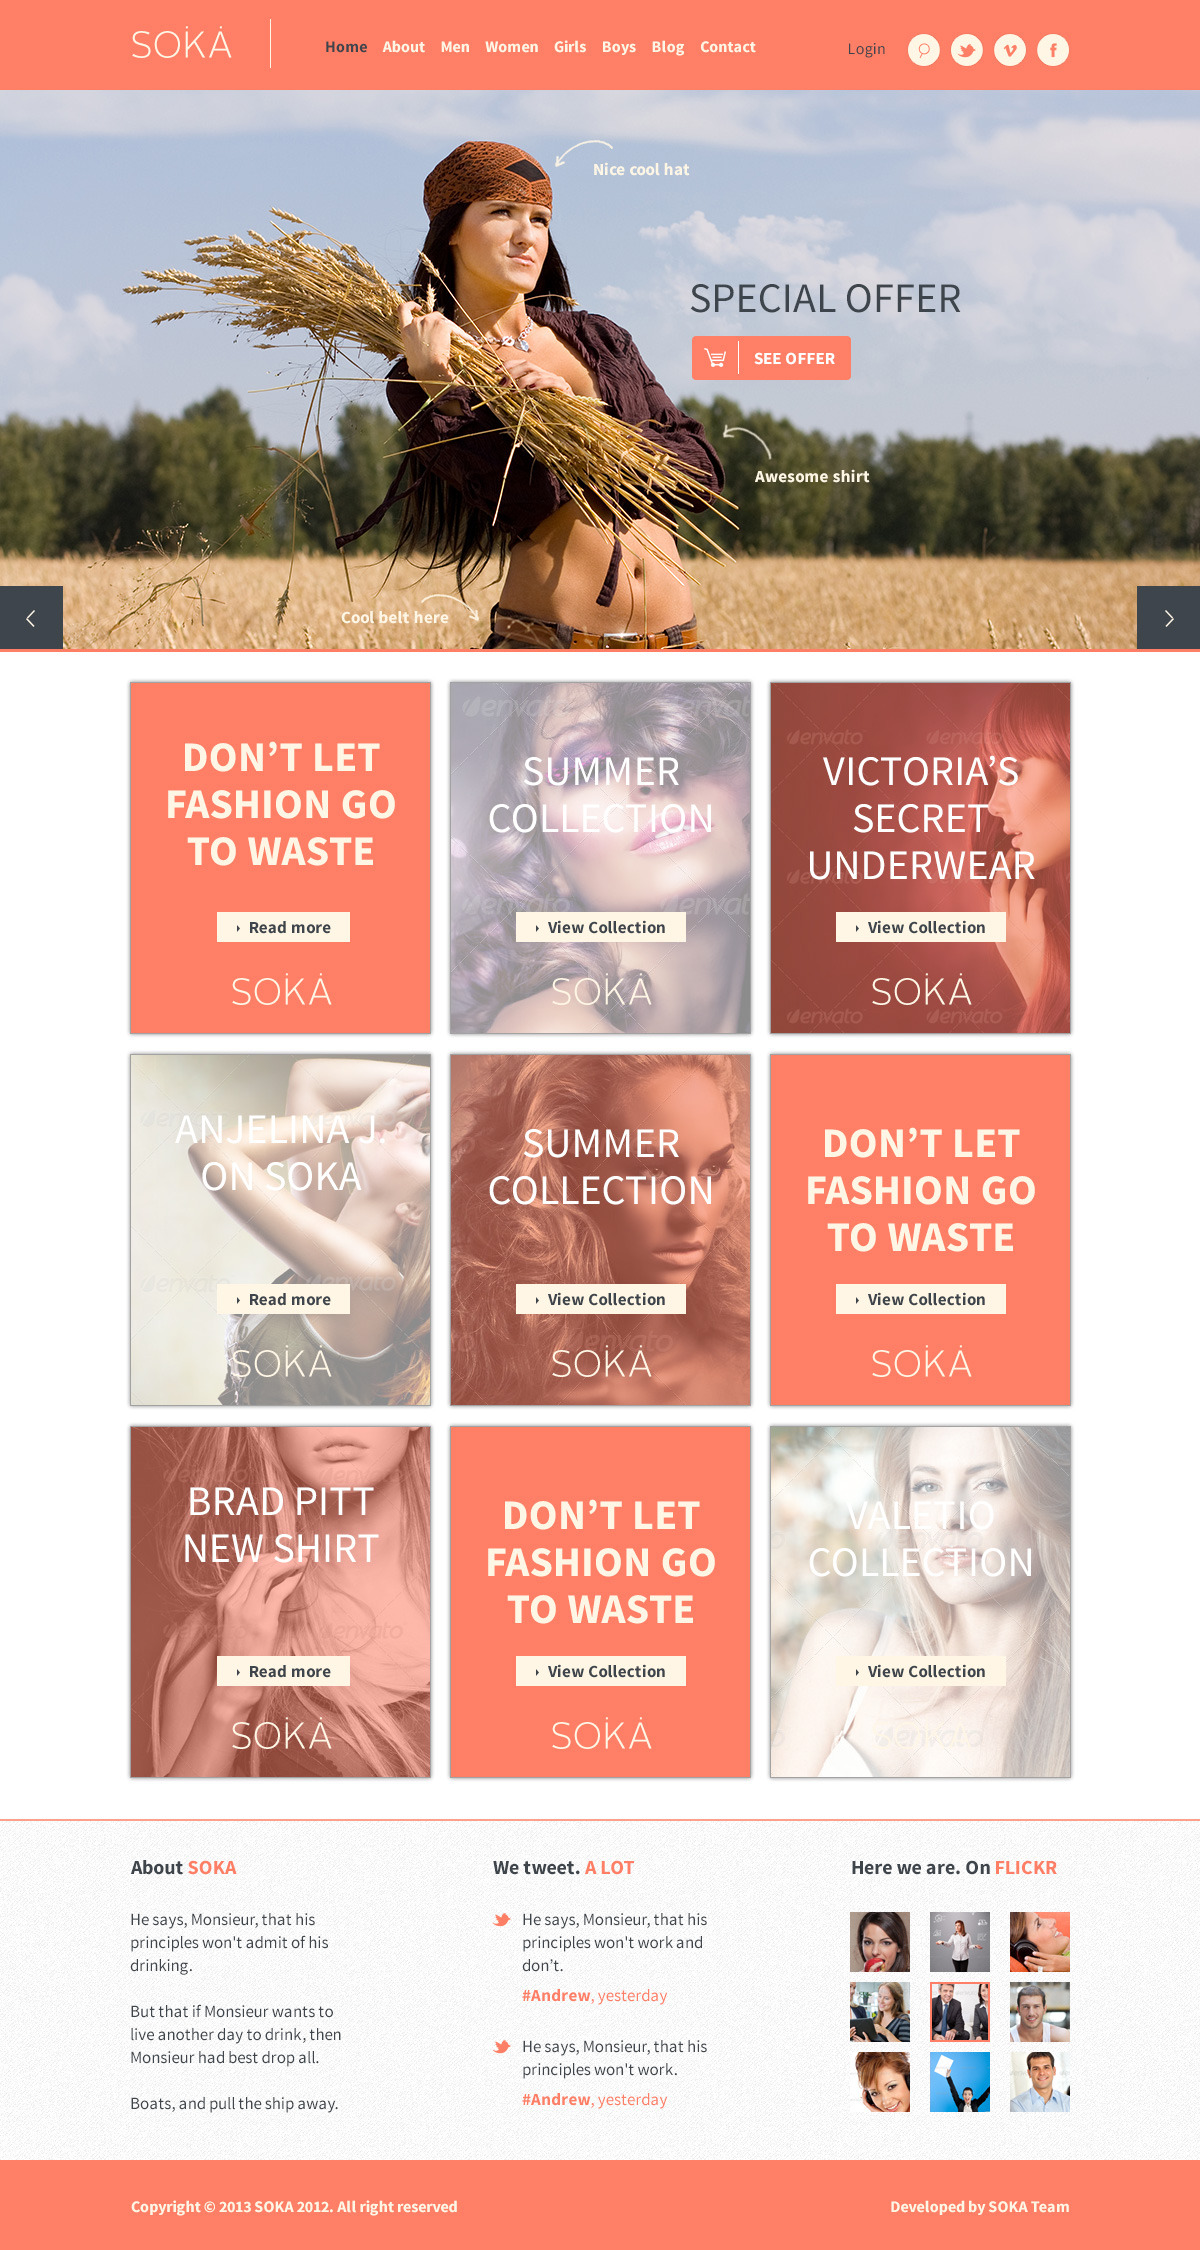 SOKA
Home About Men Women Girls Boys Blog Contact
Login
Nice cool hat
SPECIAL OFFER
SEE OFFER
Awesome shirt
Cool belt here
DON’T LET
FASHION GO
TO WASTE
Read more
SOKA
SUMMER
COLLECTION
View Collection
SOKA
VICTORIA’S
SECRET
UNDERWEAR
View Collection
SOKA
ANJELINA J.
ON SOKA
Read more
SOKA
SUMMER
COLLECTION
View Collection
SOKA
DON’T LET
FASHION GO
TO WASTE
View Collection
SOKA
BRAD PITT
NEW SHIRT
Read more
SOKA
DON’T LET
FASHION GO
TO WASTE
View Collection
SOKA
VALETIO
COLLECTION
View Collection
envato
About SOKA
He says, Monsieur, that his
principles won't admit of his
drinking.
But that if Monsieur wants to
live another day to drink, then
Monsieur had best drop all.
Boats, and pull the ship away.
We tweet. A LOT
He says, Monsieur, that his
principles won't work and
don’t.
#Andrew, yesterday
He says, Monsieur, that his
principles won't work.
#Andrew, yesterday
Here we are. On FLICKR
Copyright © 2013 SOKA 2012. All right reserved
Developed by SOKA Team